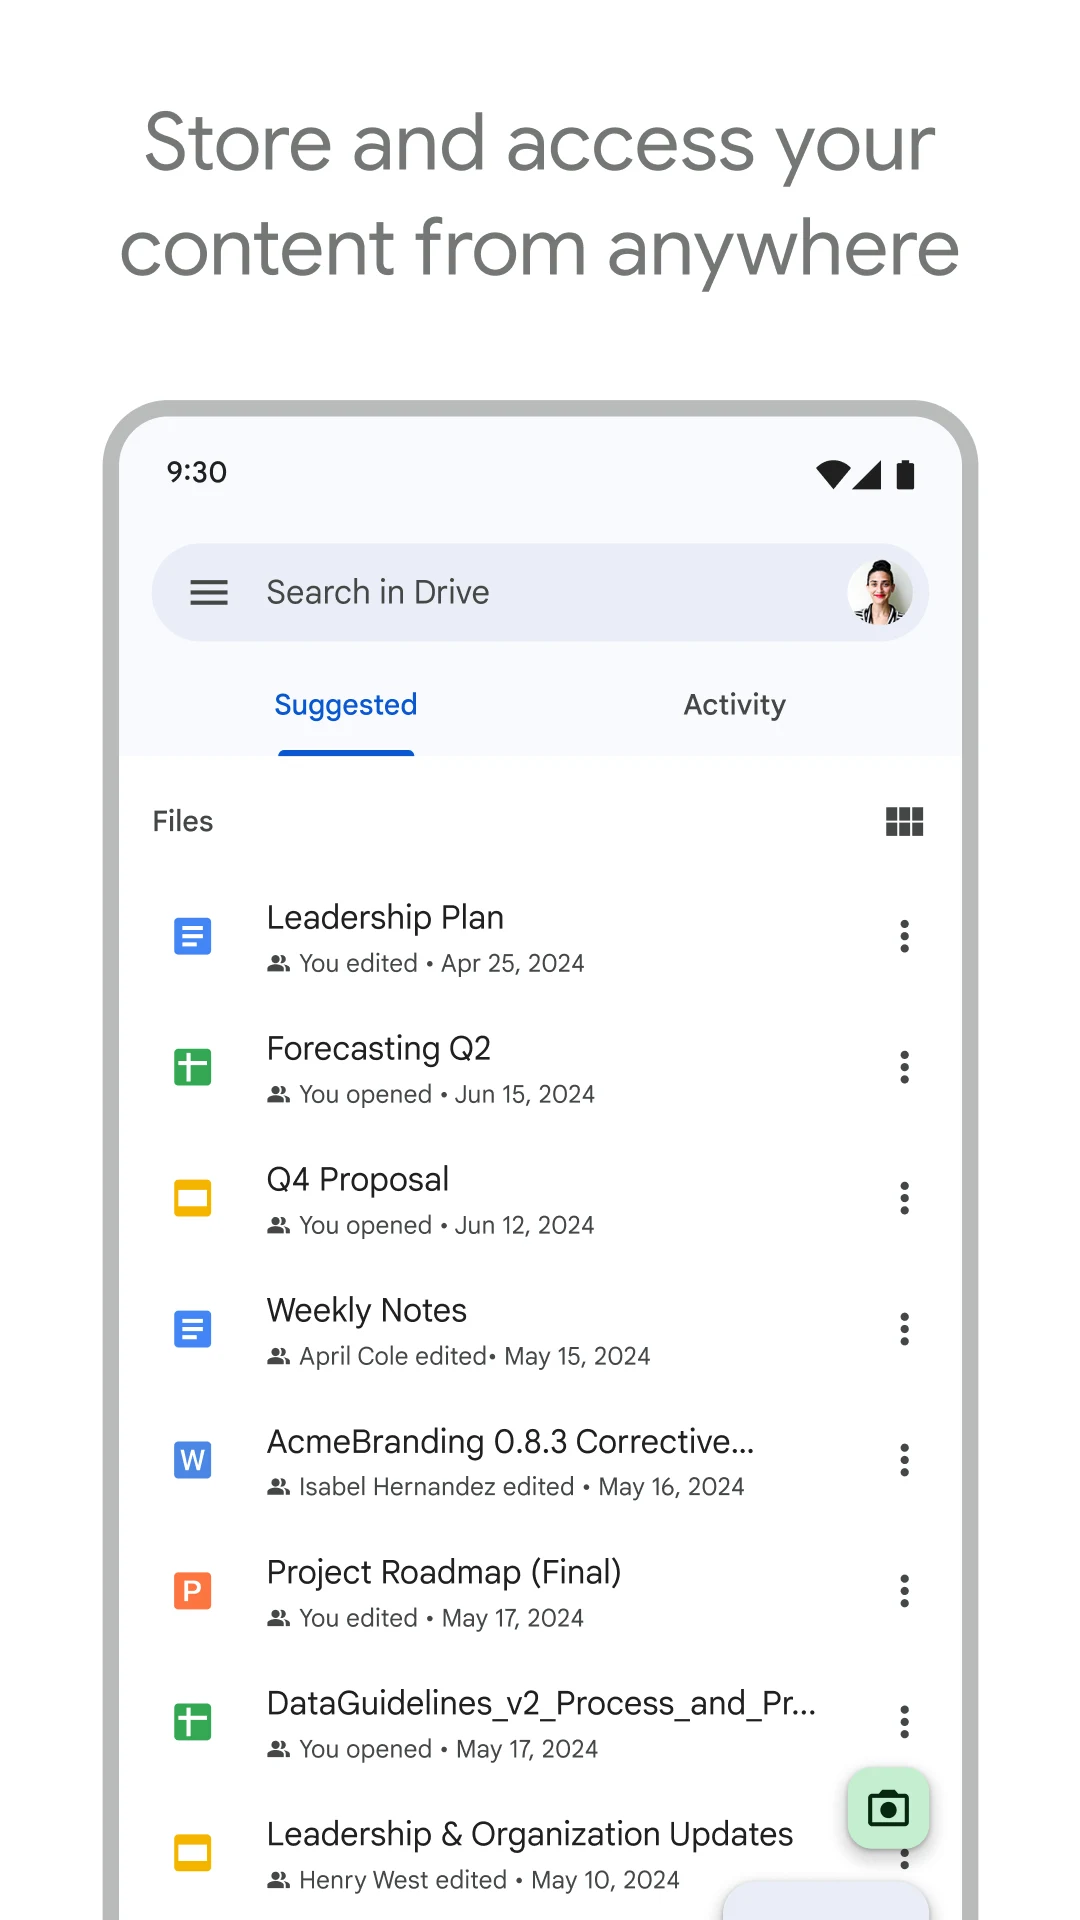 Store and access your
content from anywhere
9:30
Search in Drive
Suggested
Activity
Files
Leadership Plan
You edited • Apr 25, 2024
Forecasting Q2
You opened • Jun 15, 2024
Q4 Proposal
You opened • Jun 12, 2024
Weekly Notes
April Cole edited• May 15, 2024
W
AcmeBranding 0.8.3 Corrective...
Isabel Hernandez edited • May 16, 2024
P
Project Roadmap (Final)
You edited • May 17, 2024
DataGuidelines_v2_Process_and_Pr...
You opened • May 17, 2024
Leadership & Organization Updates
Henry West edited • May 10, 2024